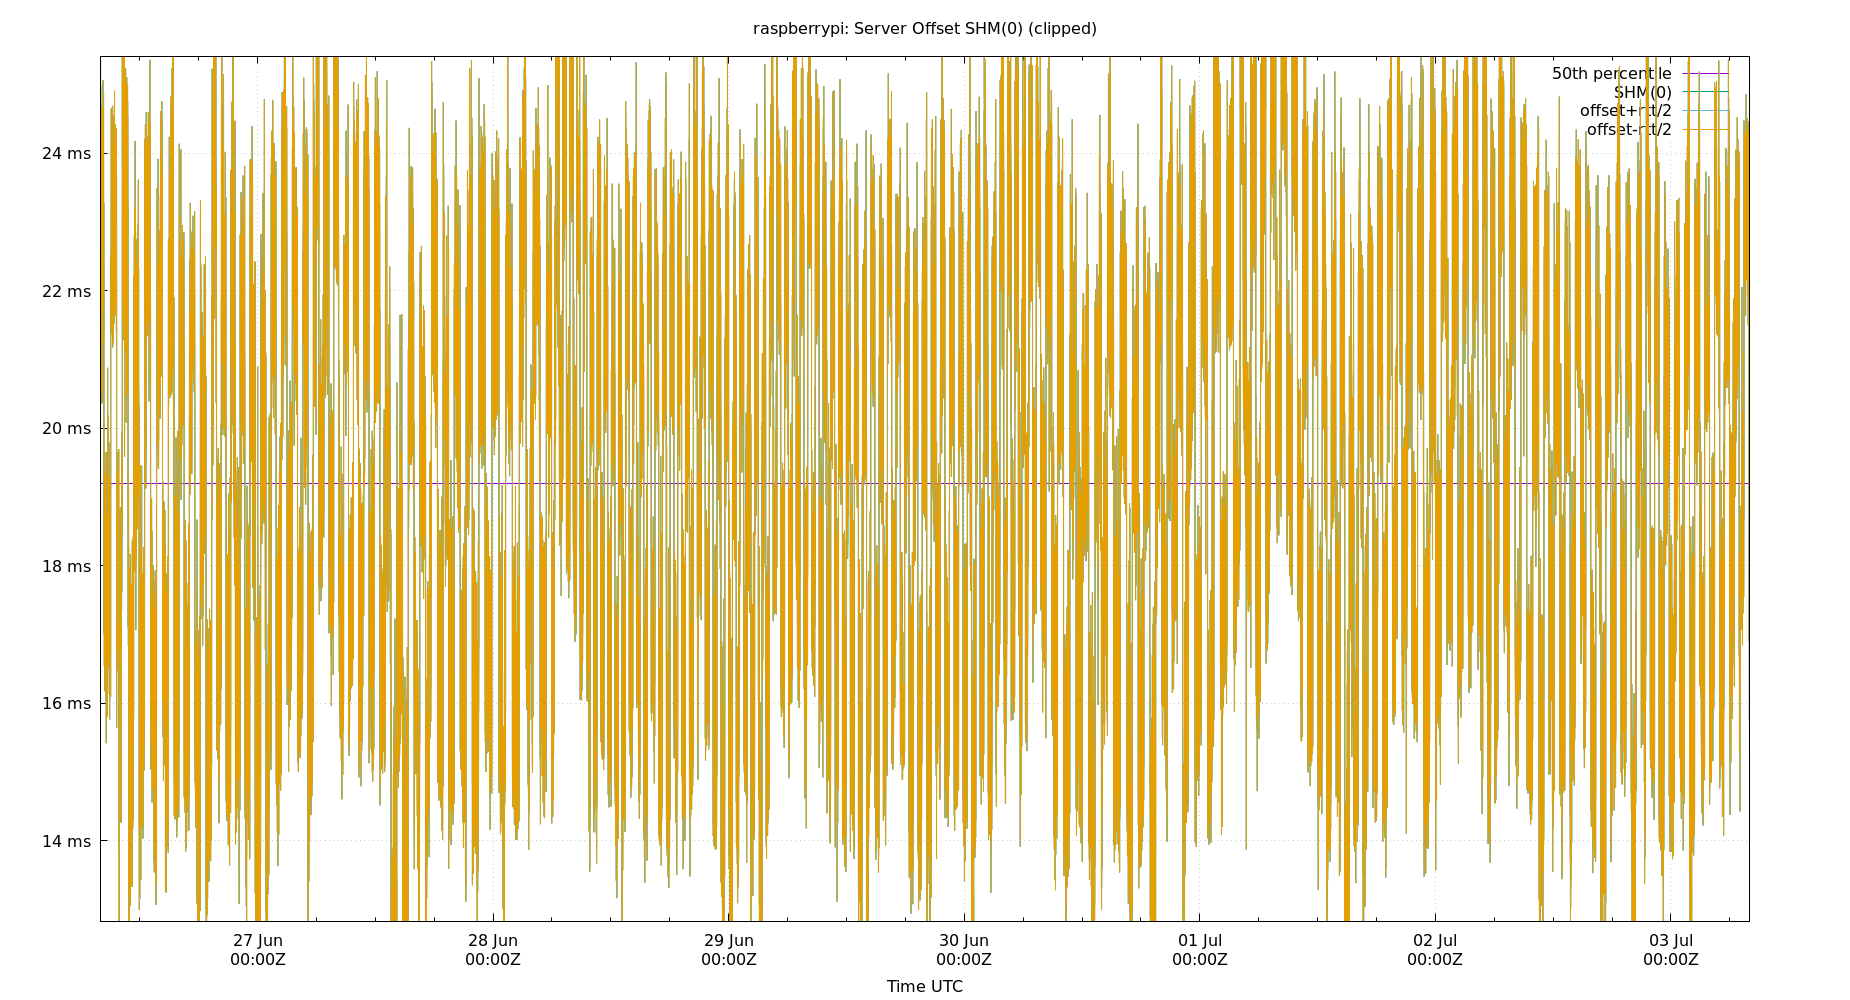 raspberrypi: Server Offset SHM(0) (clipped)
50th percentile
SHM(0)
offset+rtt/2
offset-rtt/2
24 ms
22 ms
20 ms
18 ms
16 ms
14 ms
27 Jun 28 Jun 29 Jun 30 Jun 01 Jul 02 Jul 03 Jul
00:00Z 00:00Z 00:00Z 00:00Z 00:00Z 00:00Z 00:00Z
Time UTC